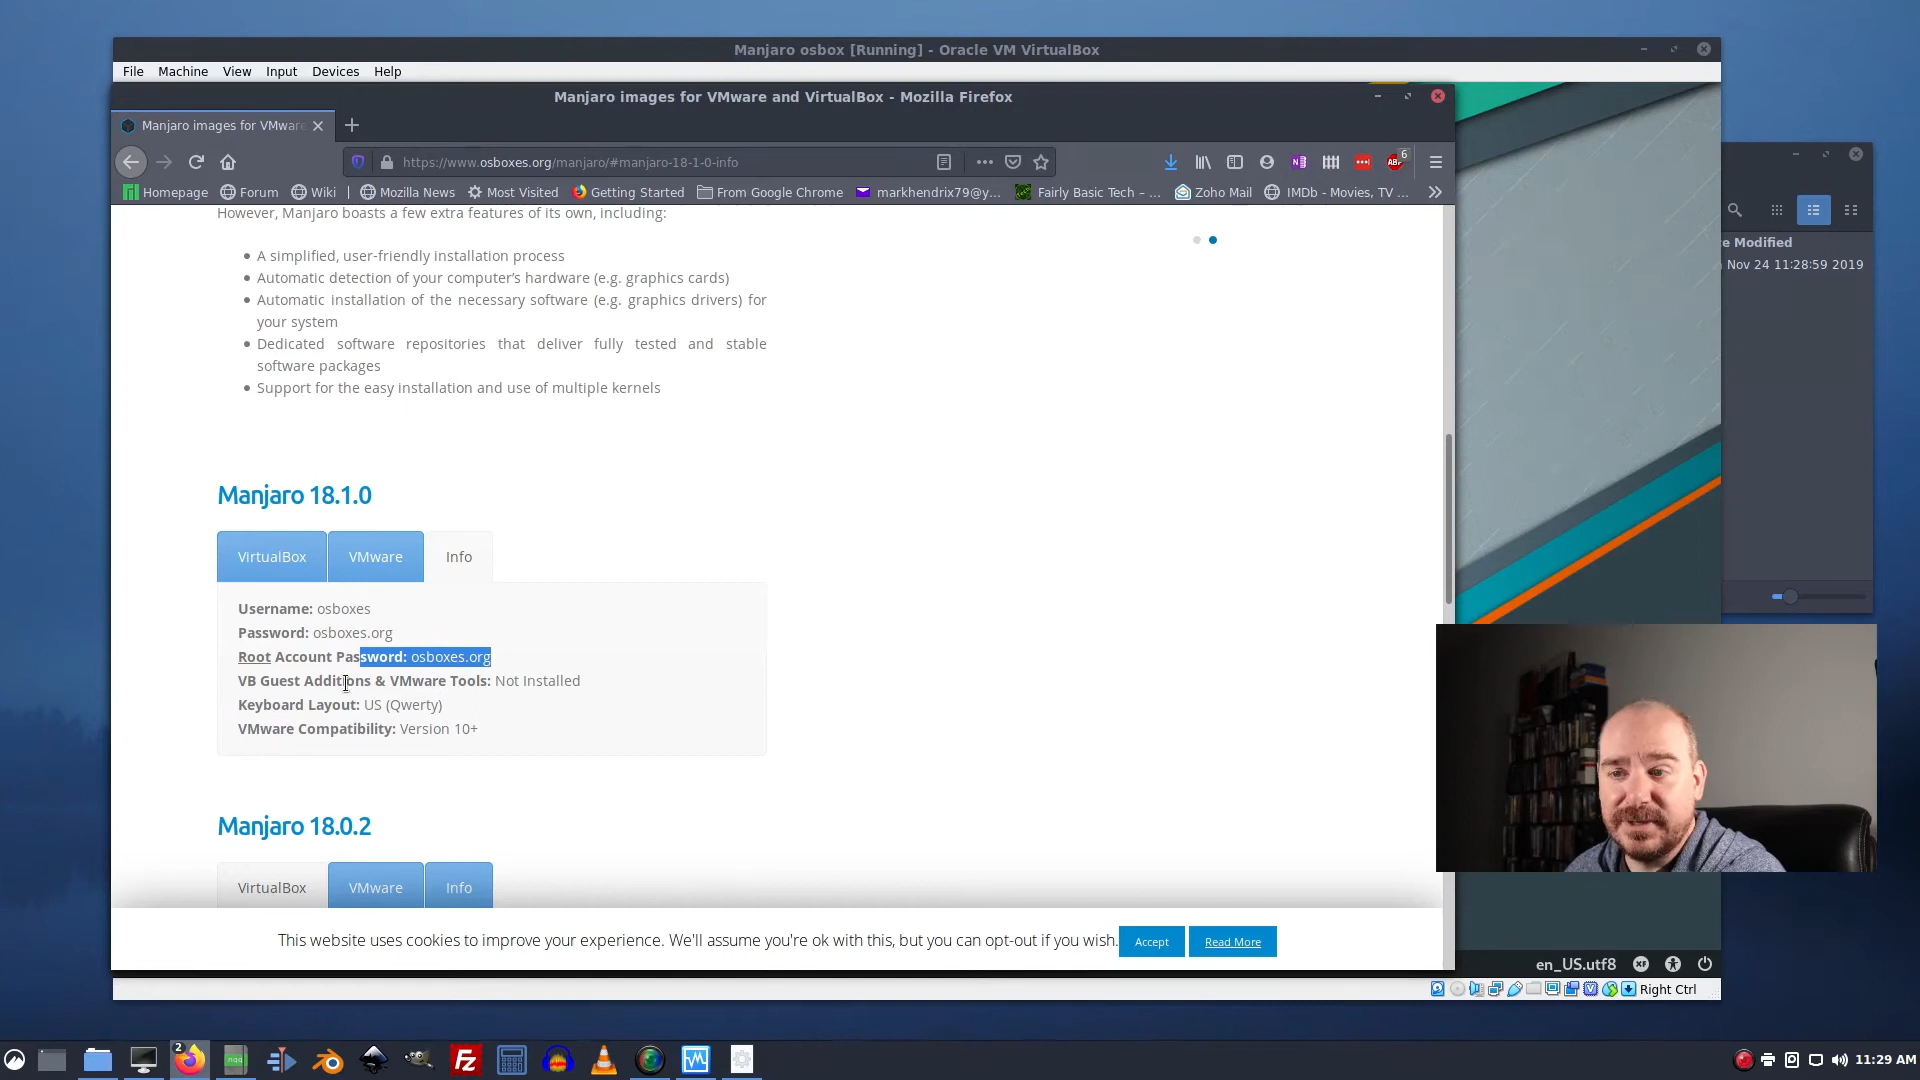 Manjaro osbox [Running] - Oracle VM VirtualBox
File Machine View Input Devices Help
Manjaro images for VMware and VirtualBox - Mozilla Firefox
Manjaro images for VMware
https://www.osboxes.org/manjaro/#manjaro-18-1-0-info
ABP 6
Homepage Forum Wiki Mozilla News Most Visited Getting Started From Google Chrome markhendrix79@y… Fairly Basic Tech - … Zoho Mail IMDb - Movies, TV …
However, Manjaro boasts a few extra features of its own, including:
A simplified, user-friendly installation process
Automatic detection of your computer's hardware (e.g. graphics cards)
Automatic installation of the necessary software (e.g. graphics drivers) for
your system
Dedicated software repositories that deliver fully tested and stable
software packages
Support for the easy installation and use of multiple kernels
Manjaro 18.1.0
VirtualBox VMware Info
Username: osboxes
Password: osboxes.org
Root Account Password: osboxes.org
VB Guest Additions & VMware Tools: Not Installed
Keyboard Layout: US (Qwerty)
VMware Compatibility: Version 10+
Manjaro 18.0.2
VirtualBox VMware Info
This website uses cookies to improve your experience. We'll assume you're ok with this, but you can opt-out if you wish. Accept Read More
e Modified
Nov 24 11:28:59 2019
en_US.utf8
Right Ctrl
2
Fz
11:29 AM